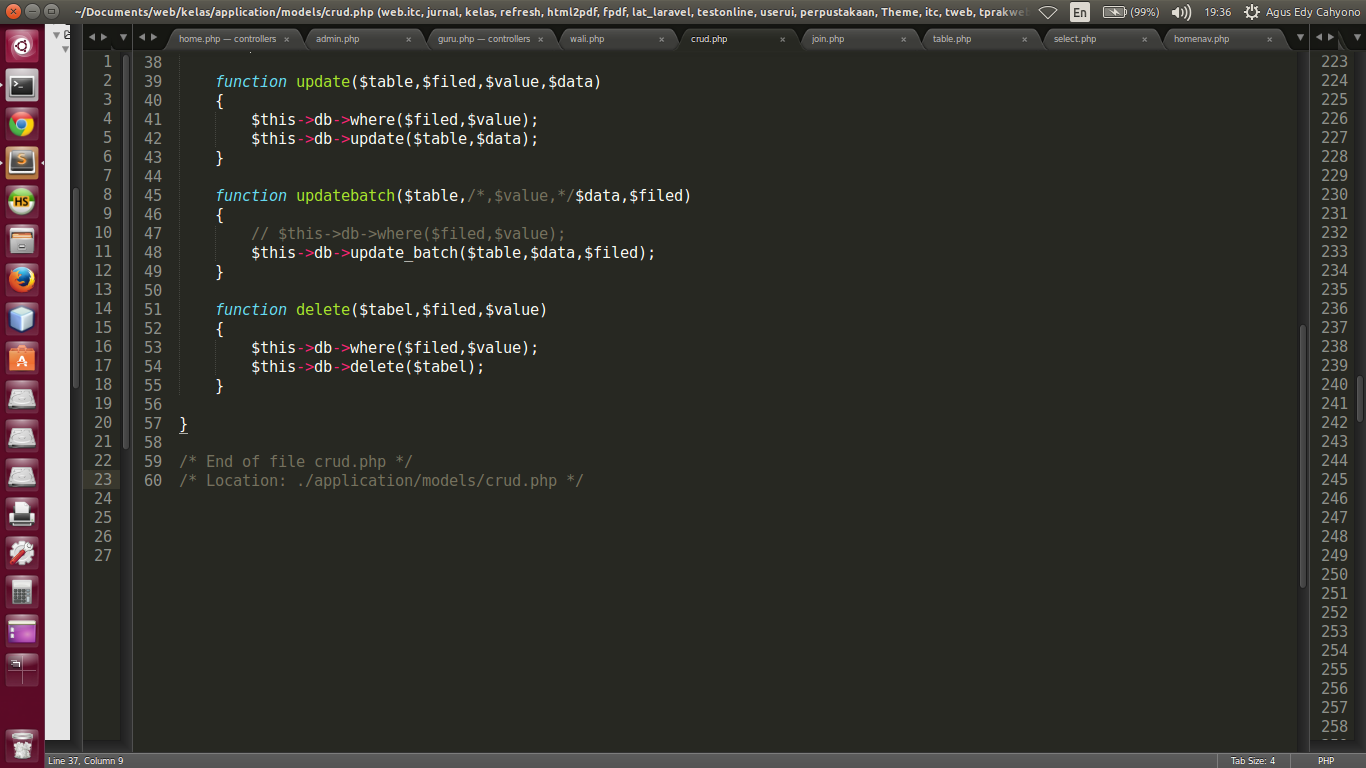 ~/Documents/web/kelas/application/models/crud.php (web.itc, jurnal, kelas, refresh, html2pdf, fpdf, lat_laravel, testonline, userui, perpustakaan, Theme, itc, tweb, tprakwe
En
(99%)
19:36
Agus Edy Cahyono
home.php — controllers
admin.php
guru.php — controllers
wali.php
crud.php
join.php
table.php
select.php
homenav.php
1
2
3
4
5
6
7
8
9
10
11
12
13
14
15
16
17
18
19
20
21
22
23
24
25
26
27
38
39 function update($table,$filed,$value,$data)
40 {
41 $this->db->where($filed,$value);
42 $this->db->update($table,$data);
43 }
44
45 function updatebatch($table,/*,$value,*/$data,$filed)
46 {
47 // $this->db->where($filed,$value);
48 $this->db->update_batch($table,$data,$filed);
49 }
50
51 function delete($tabel,$filed,$value)
52 {
53 $this->db->where($filed,$value);
54 $this->db->delete($tabel);
55 }
56
57 }
58
59 /* End of file crud.php */
60 /* Location: ./application/models/crud.php */
223
224
225
226
227
228
229
230
231
232
233
234
235
236
237
238
239
240
241
242
243
244
245
246
247
248
249
250
251
252
253
254
255
256
257
258
HS
S
Line 37, Column 9
Tab Size: 4
PHP